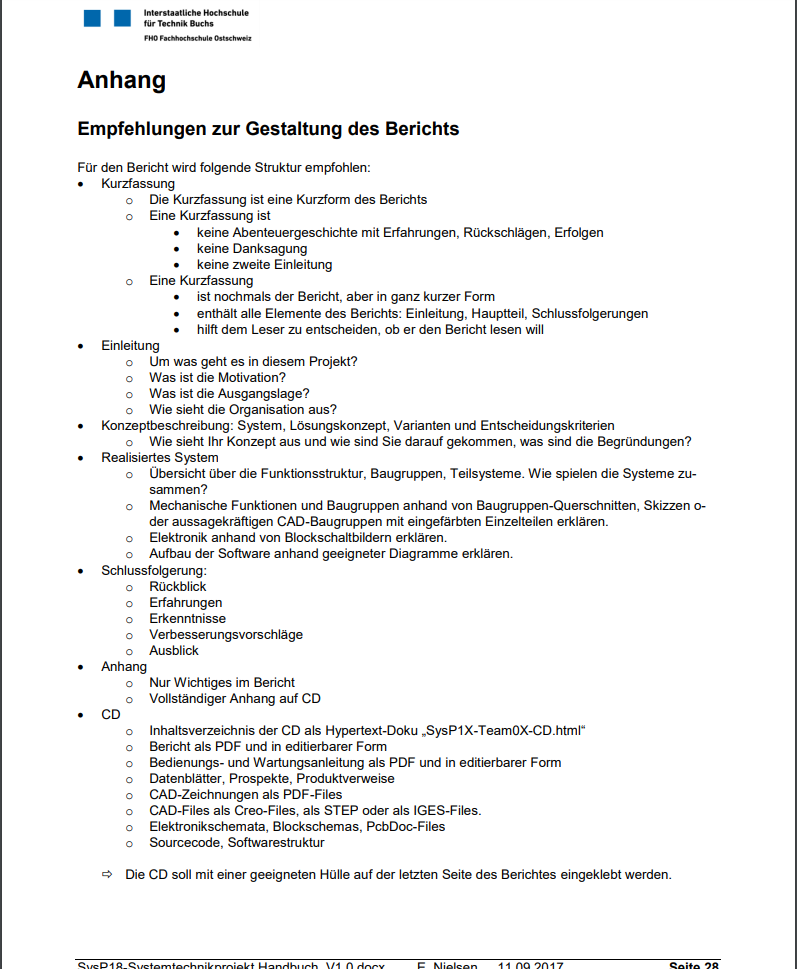 Interstaatliche Hochschule
für Technik Buchs
FHO Fachhochschule Ostschweiz
Anhang
Empfehlungen zur Gestaltung des Berichts
Für den Bericht wird folgende Struktur empfohlen:
• Kurzfassung
o Die Kurzfassung ist eine Kurzform des Berichts
o Eine Kurzfassung ist
• keine Abenteuergeschichte mit Erfahrungen, Rückschlägen, Erfolgen
• keine Danksagung
• keine zweite Einleitung
o Eine Kurzfassung
• ist nochmals der Bericht, aber in ganz kurzer Form
• enthält alle Elemente des Berichts: Einleitung, Hauptteil, Schlussfolgerungen
• hilft dem Leser zu entscheiden, ob er den Bericht lesen will
• Einleitung
o Um was geht es in diesem Projekt?
o Was ist die Motivation?
o Was ist die Ausgangslage?
o Wie sieht die Organisation aus?
• Konzeptbeschreibung: System, Lösungskonzept, Varianten und Entscheidungskriterien
o Wie sieht Ihr Konzept aus und wie sind Sie darauf gekommen, was sind die Begründungen?
• Realisiertes System
o Übersicht über die Funktionsstruktur, Baugruppen, Teilsysteme. Wie spielen die Systeme zu-
sammen?
o Mechanische Funktionen und Baugruppen anhand von Baugruppen-Querschnitten, Skizzen o-
der aussagekräftigen CAD-Baugruppen mit eingefärbten Einzelteilen erklären.
o Elektronik anhand von Blockschaltbildern erklären.
o Aufbau der Software anhand geeigneter Diagramme erklären.
• Schlussfolgerung:
o Rückblick
o Erfahrungen
o Erkenntnisse
o Verbesserungsvorschläge
o Ausblick
• Anhang
o Nur Wichtiges im Bericht
o Vollständiger Anhang auf CD
• CD
o Inhaltsverzeichnis der CD als Hypertext-Doku „SysP1X-Team0X-CD.html“
o Bericht als PDF und in editierbarer Form
o Bedienungs- und Wartungsanleitung als PDF und in editierbarer Form
o Datenblätter, Prospekte, Produktverweise
o CAD-Zeichnungen als PDF-Files
o CAD-Files als Creo-Files, als STEP oder als IGES-Files.
o Elektronikschemata, Blockschemas, PcbDoc-Files
o Sourcecode, Softwarestruktur
⇨ Die CD soll mit einer geeigneten Hülle auf der letzten Seite des Berichtes eingeklebt werden.
SysP18-Systemtechnikprojekt Handbuch_V1.0.docx E. Nielsen 11.09.2017 Seite 28